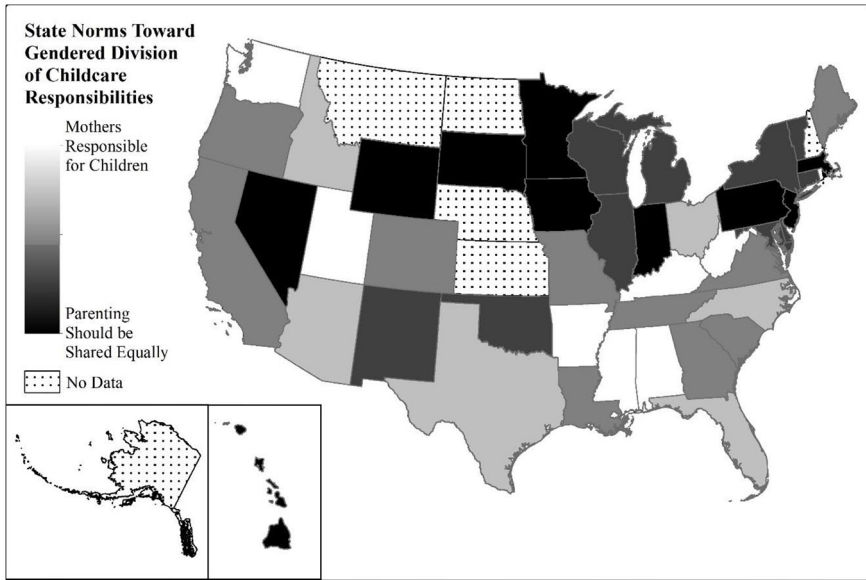 State Norms Toward
Gendered Division
of Childcare
Responsibilities
Mothers
Responsible
for Children
Parenting
Should be
Shared Equally
No Data